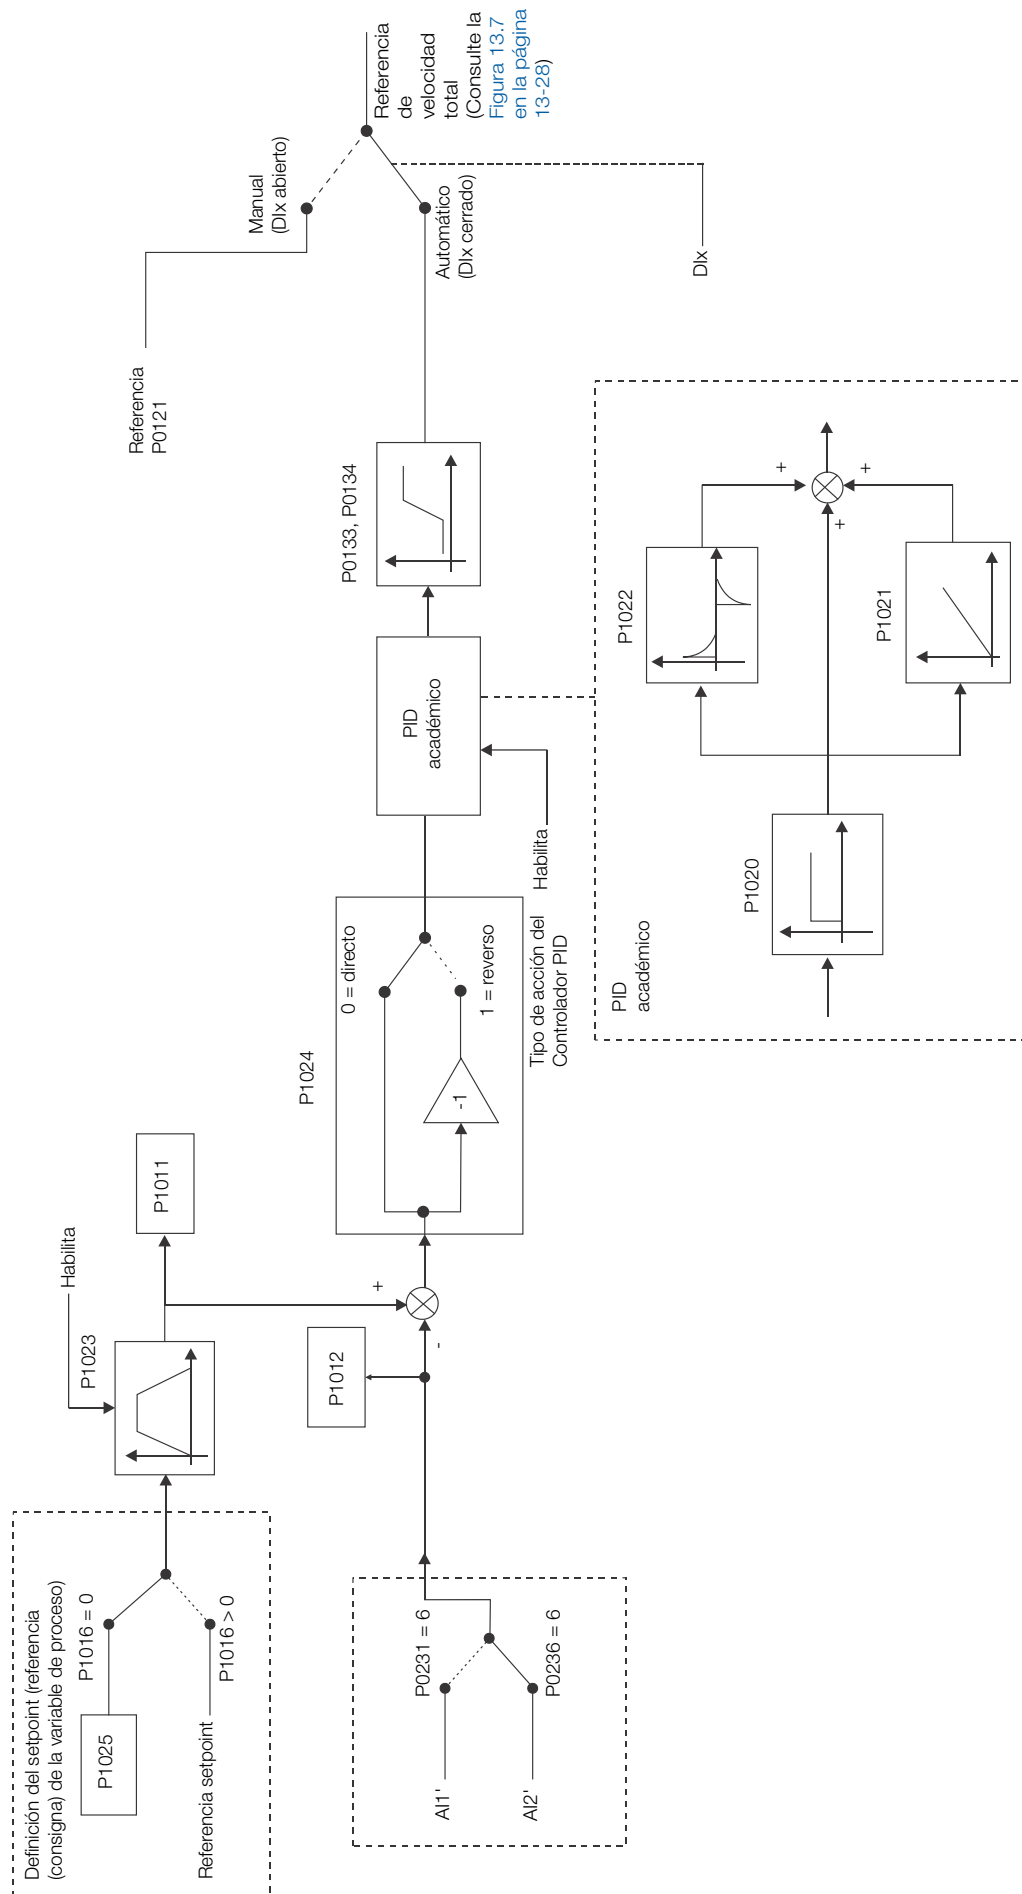 Definición del setpoint (referencia
(consigna) de la variable de proceso)
P1025
P1016 = 0
Referencia setpoint
P1016 > 0
P1023
Habilita
P1011
AI1'
P0231 = 6
AI2'
P0236 = 6
P1012
+
-
P1024
0 = directo
-1
1 = reverso
Tipo de acción del
Controlador PID
Habilita
PID
académico
P0133, P0134
Referencia
P0121
Manual
(DIx abierto)
Automático
(DIx cerrado)
DIx
Referencia
de
velocidad
total
(Consulte la
Figura 13.7
en la página
13-28)
PID
académico
P1020
P1022
P1021
+
+
+